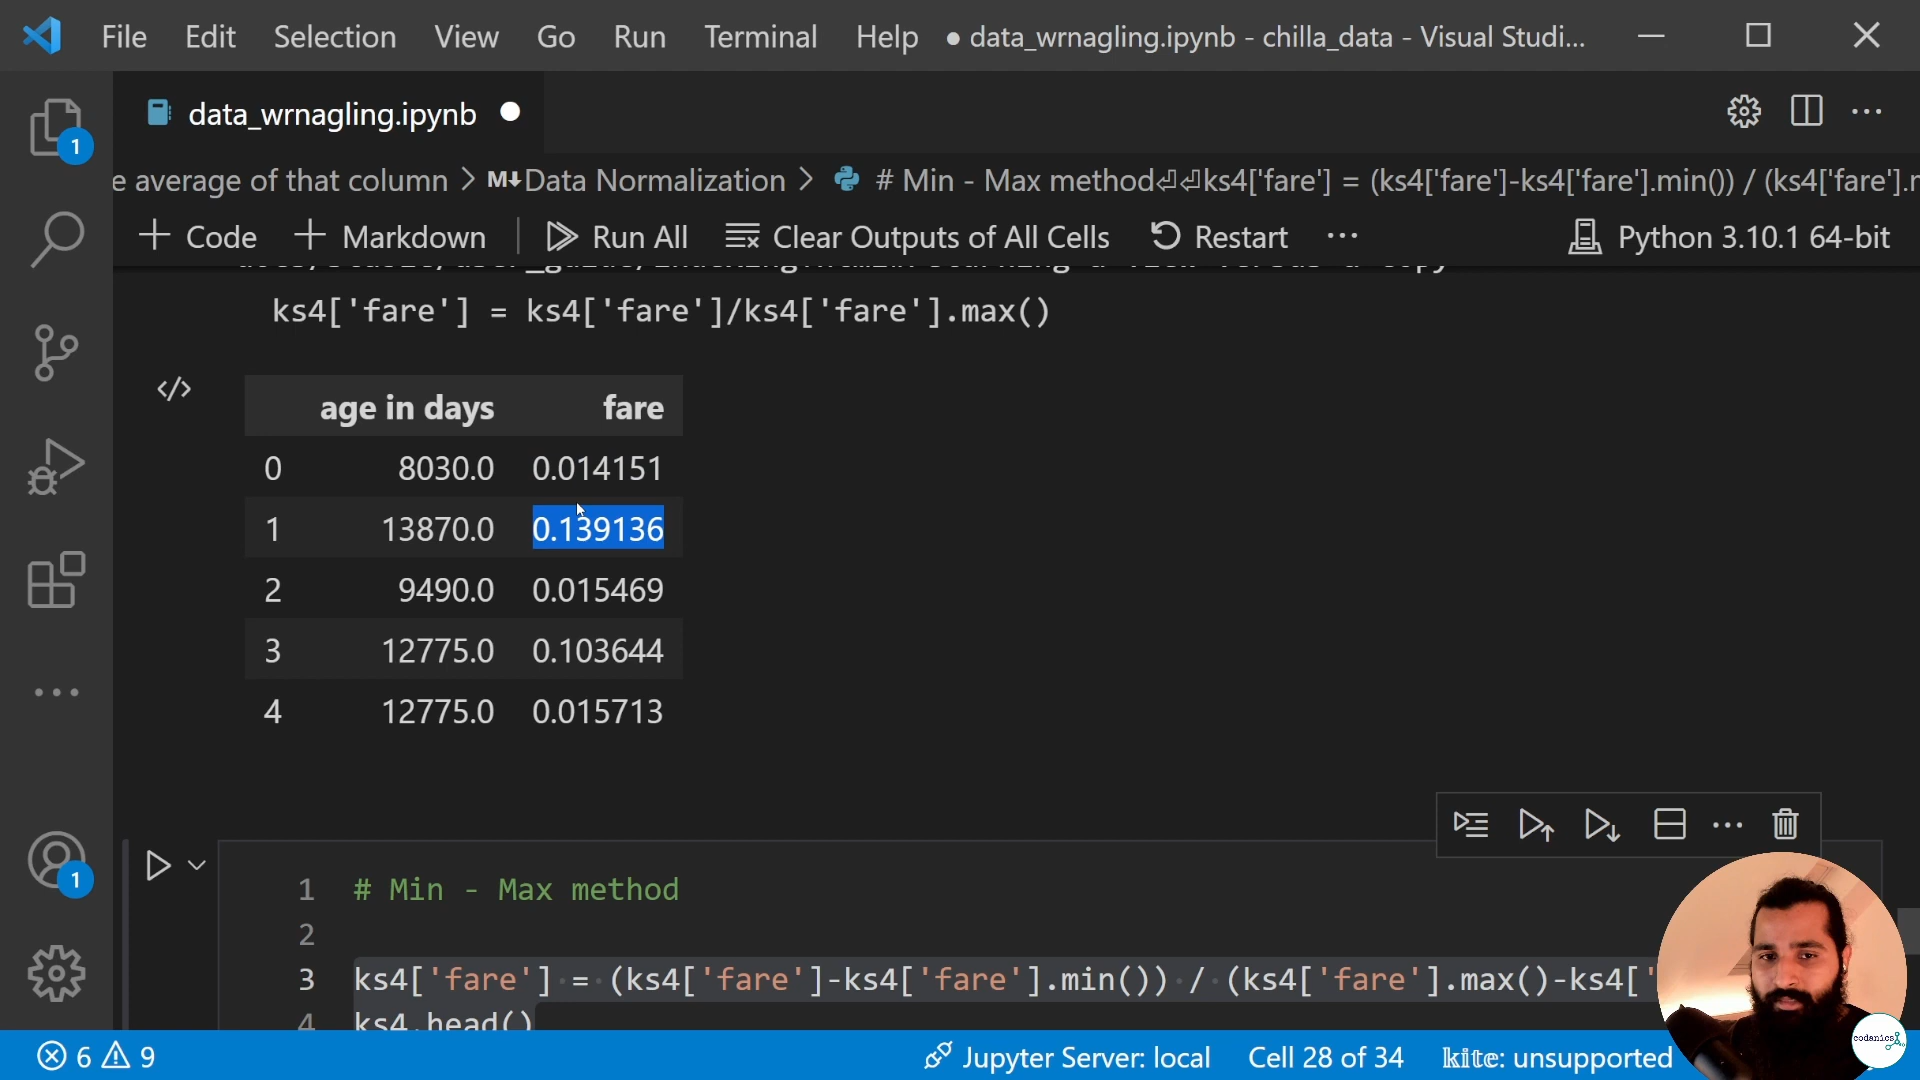 File Edit Selection View Go Run Terminal Help ● data_wrnagling.ipynb - chilla_data - Visual Studi...
data_wrnagling.ipynb ●
1
e average of that column > M↓Data Normalization > # Min - Max method⏎⏎ks4['fare'] = (ks4['fare']-ks4['fare'].min()) / (ks4['fare'].
+ Code + Markdown Run All Clear Outputs of All Cells Restart ... Python 3.10.1 64-bit
ks4['fare'] = ks4['fare']/ks4['fare'].max()
age in days fare
0 8030.0 0.014151
1 13870.0 0.139136
2 9490.0 0.015469
3 12775.0 0.103644
4 12775.0 0.015713
1
1 # Min - Max method
2
3 ks4['fare'] = (ks4['fare']-ks4['fare'].min()) / (ks4['fare'].max()-ks4['
4 ks4.head()
codanics
6 9 Jupyter Server: local Cell 28 of 34 kite: unsupported